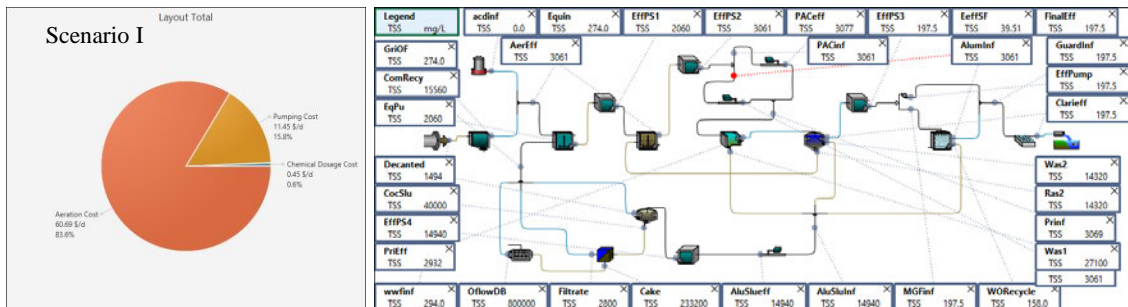 Layout Total
Scenario I
Pumping Cost
11.45 $/d
15.8%
Chemical Dosage Cost
0.45 $/d
0.6%
Aeration Cost
60.69 $/d
83.6%
Legend
TSS mg/L
acdinf
TSS 0.0
Equin
TSS 274.0
EffPS1
TSS 2060
EffPS2
TSS 3061
PACeff
TSS 3077
EffPS3
TSS 197.5
EeffSF
TSS 39.51
FinalEff
TSS 197.5
GriOF
TSS 274.0
AerEff
TSS 3061
PACinf
TSS 3061
AlumInf
TSS 3061
GuardInf
TSS 197.5
ComRecy
TSS 15560
EffPump
TSS 197.5
EqPu
TSS 2060
Clarieff
TSS 197.5
Decanted
TSS 1494
Was2
TSS 14320
CocSlu
TSS 40000
Ras2
TSS 14320
EffPS4
TSS 14940
Prinf
TSS 3069
PriEff
TSS 2932
Was1
TSS 27100
TSS 3061
wwfinf
TSS 294.0
OflowDB
TSS 800000
Filtrate
TSS 2800
Cake
TSS 233200
AluSlueff
TSS 14940
AluSluInf
TSS 14940
MGFinf
TSS 197.5
WORecycle
TSS 158.0